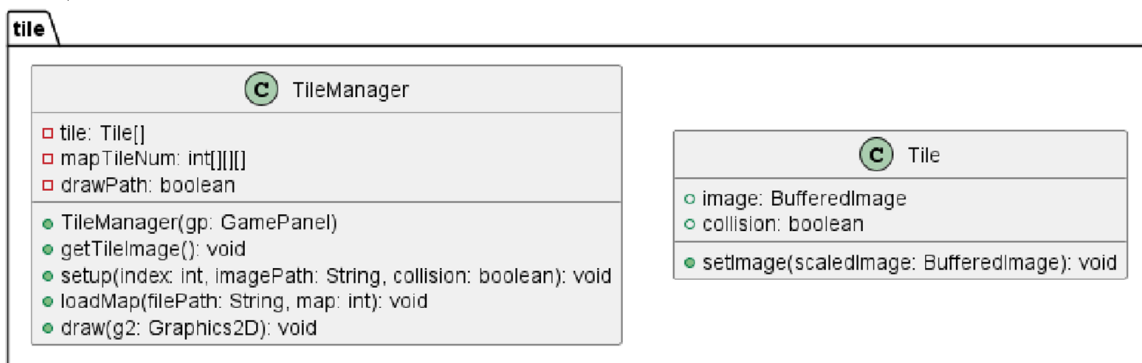 tile
C TileManager
tile: Tile[]
mapTileNum: int[][][]
drawPath: boolean
TileManager(gp: GamePanel)
getTileImage(): void
setup(index: int, imagePath: String, collision: boolean): void
loadMap(filePath: String, map: int): void
draw(g2: Graphics2D): void
C Tile
image: BufferedImage
collision: boolean
setImage(scaledImage: BufferedImage): void